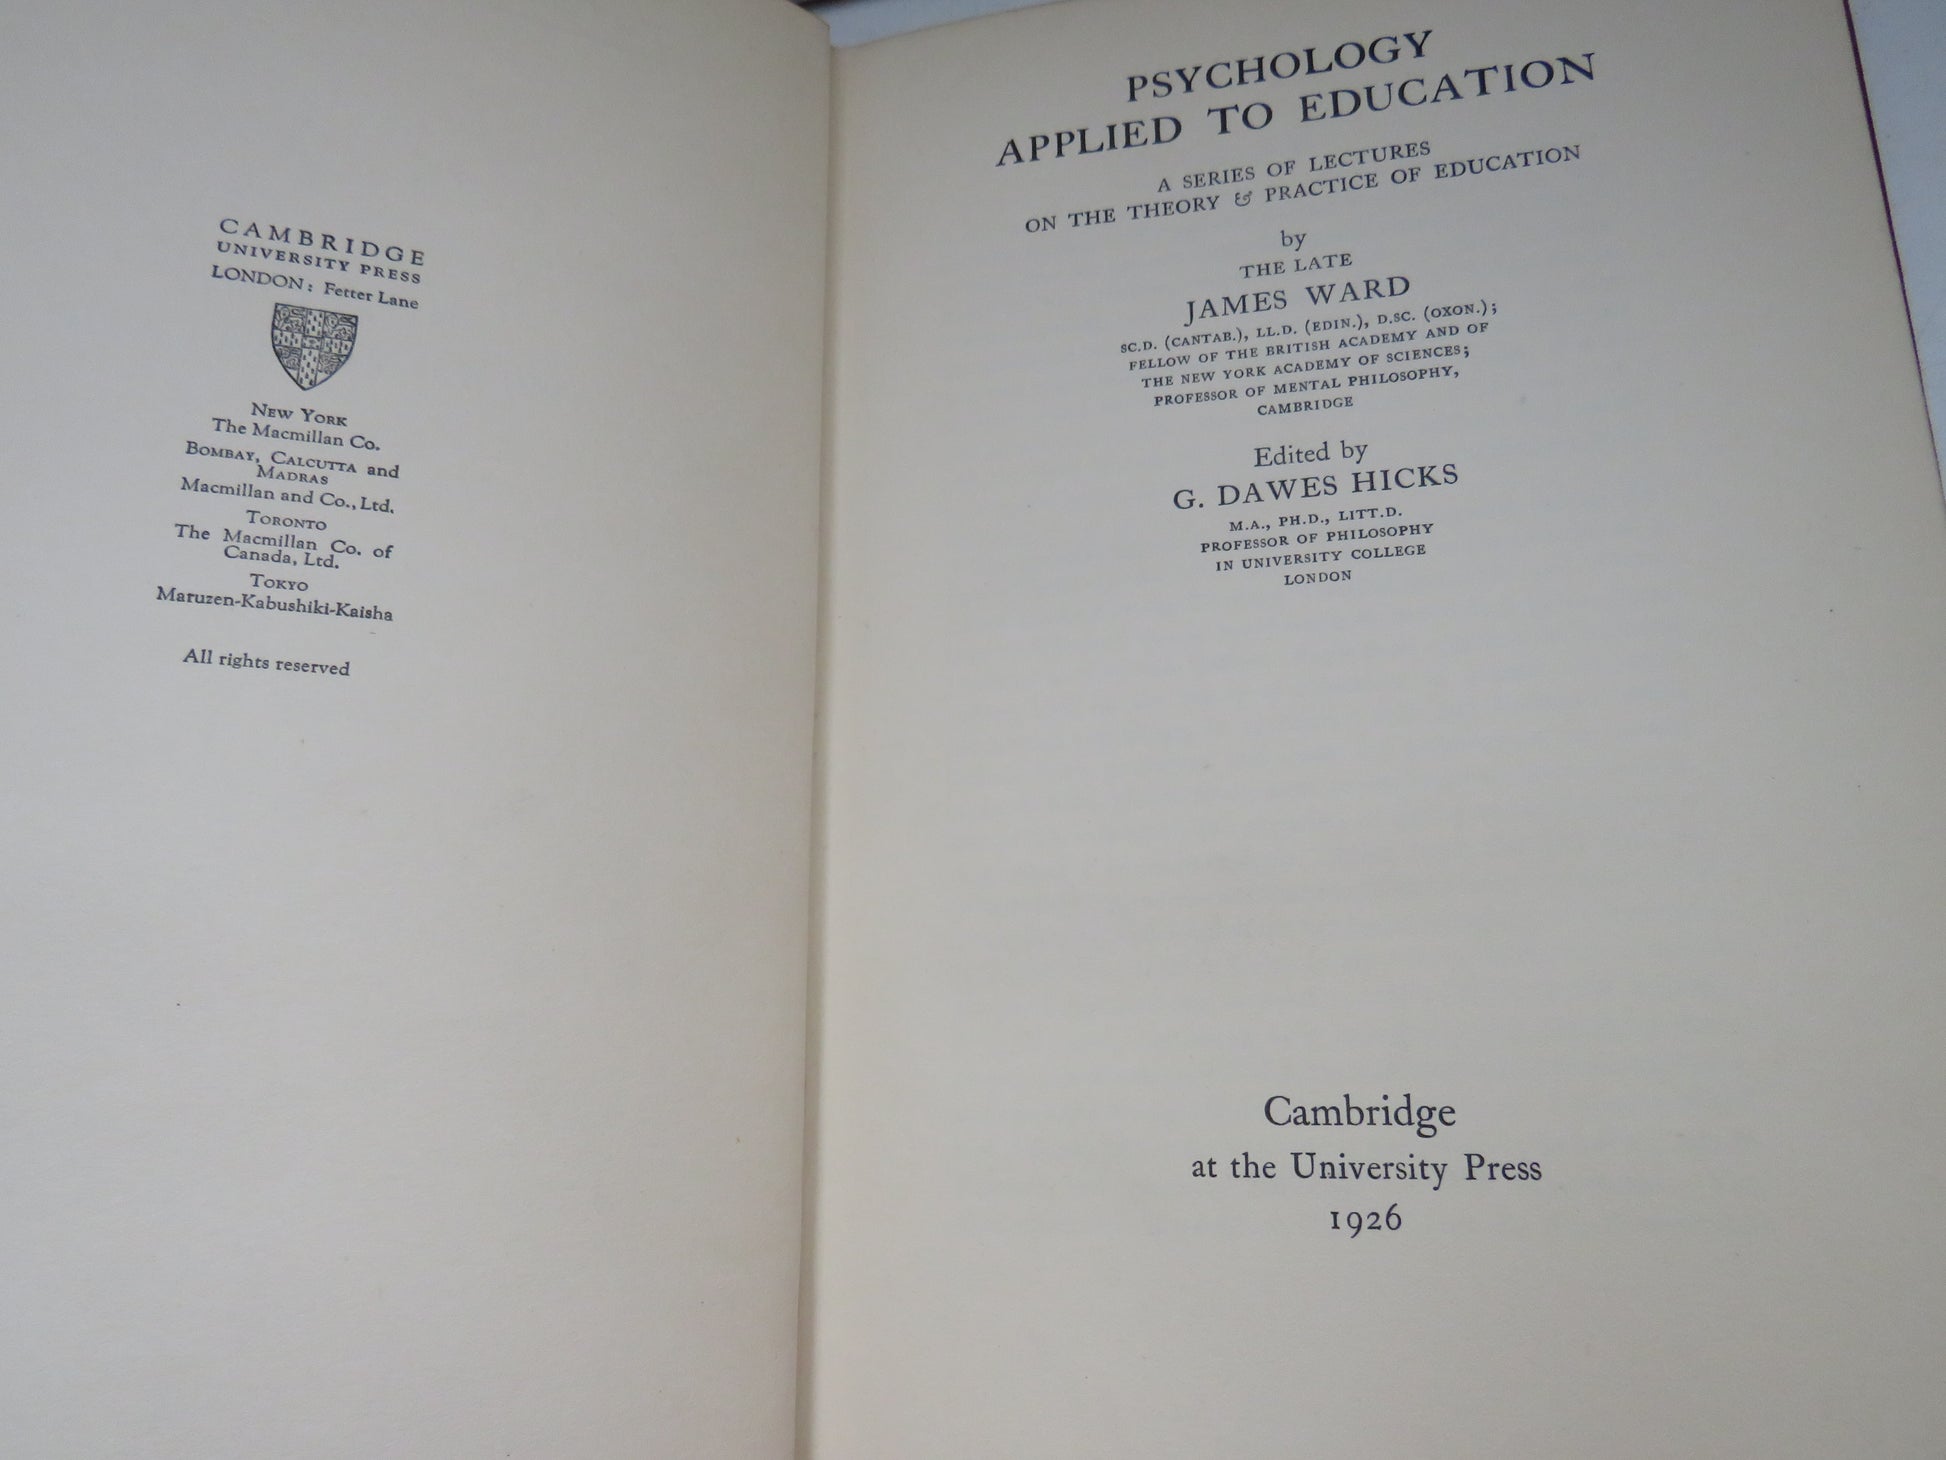 CAMBRIDGE
UNIVERSITY PRESS
LONDON: Fetter Lane
NEW YORK
The Macmillan Co.
BOMBAY, CALCUTTA and
MADRAS
Macmillan and Co., Ltd.
TORONTO
The Macmillan Co. of
Canada, Ltd.
TOKYO
Maruzen-Kabushiki-Kaisha
All rights reserved
PSYCHOLOGY
APPLIED TO EDUCATION
A SERIES OF LECTURES
ON THE THEORY & PRACTICE OF EDUCATION
by
THE LATE
JAMES WARD
SC.D. (CANTAB.), LL.D. (EDIN.), D.SC. (OXON.);
FELLOW OF THE BRITISH ACADEMY AND OF
THE NEW YORK ACADEMY OF SCIENCES;
PROFESSOR OF MENTAL PHILOSOPHY,
CAMBRIDGE
Edited by
G. DAWES HICKS
M.A., PH.D., LITT.D.
PROFESSOR OF PHILOSOPHY
IN UNIVERSITY COLLEGE
LONDON
Cambridge
at the University Press
1926